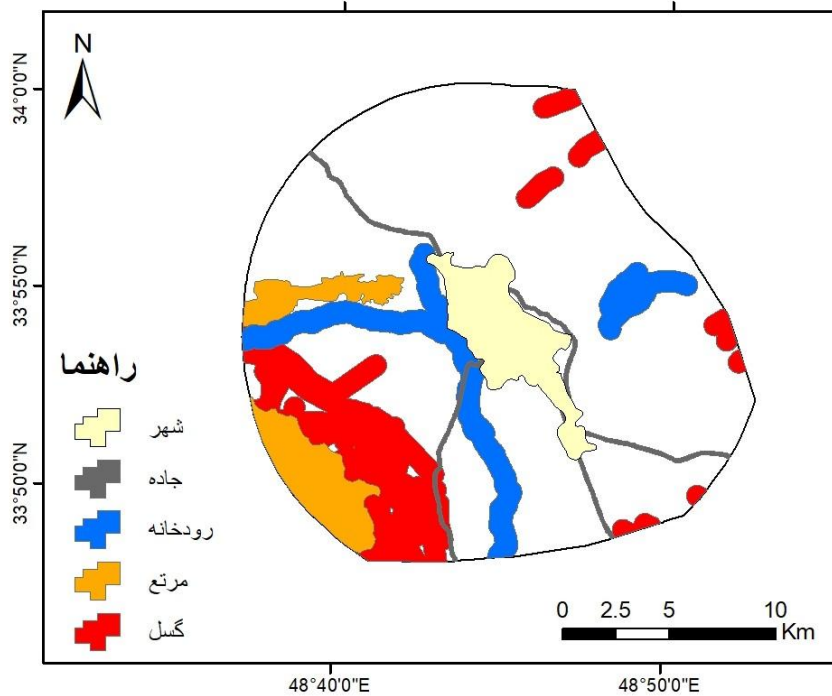 N
34°0'0"N
33°55'0"N
33°50'0"N
راهنما
شهر
جاده
رودخانه
مرتع
گسل
0 2.5 5 10
Km
48°40'0"E 48°50'0"E